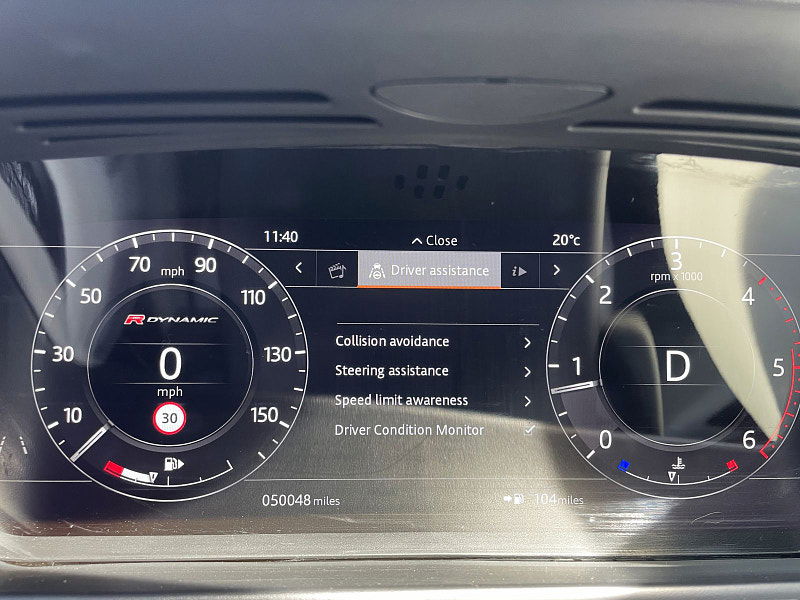 11:40
Close
20°c
Driver assistance
i
Collision avoidance
Steering assistance
Speed limit awareness
Driver Condition Monitor
10
30
50
70
mph
90
110
130
150
R DYNAMIC
0
mph
30
050048 miles
104 miles
0
1
2
3
4
5
6
rpm x 1000
D